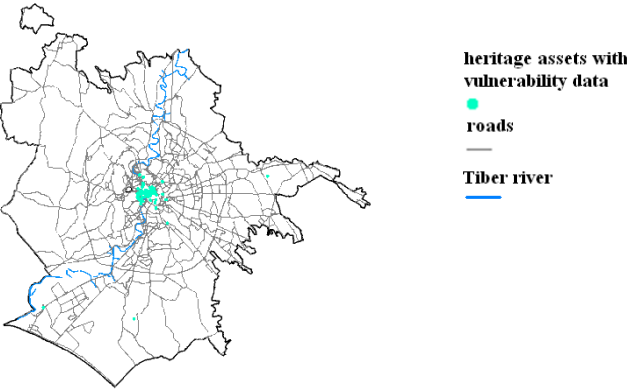 heritage assets with
vulnerability data
roads
Tiber river